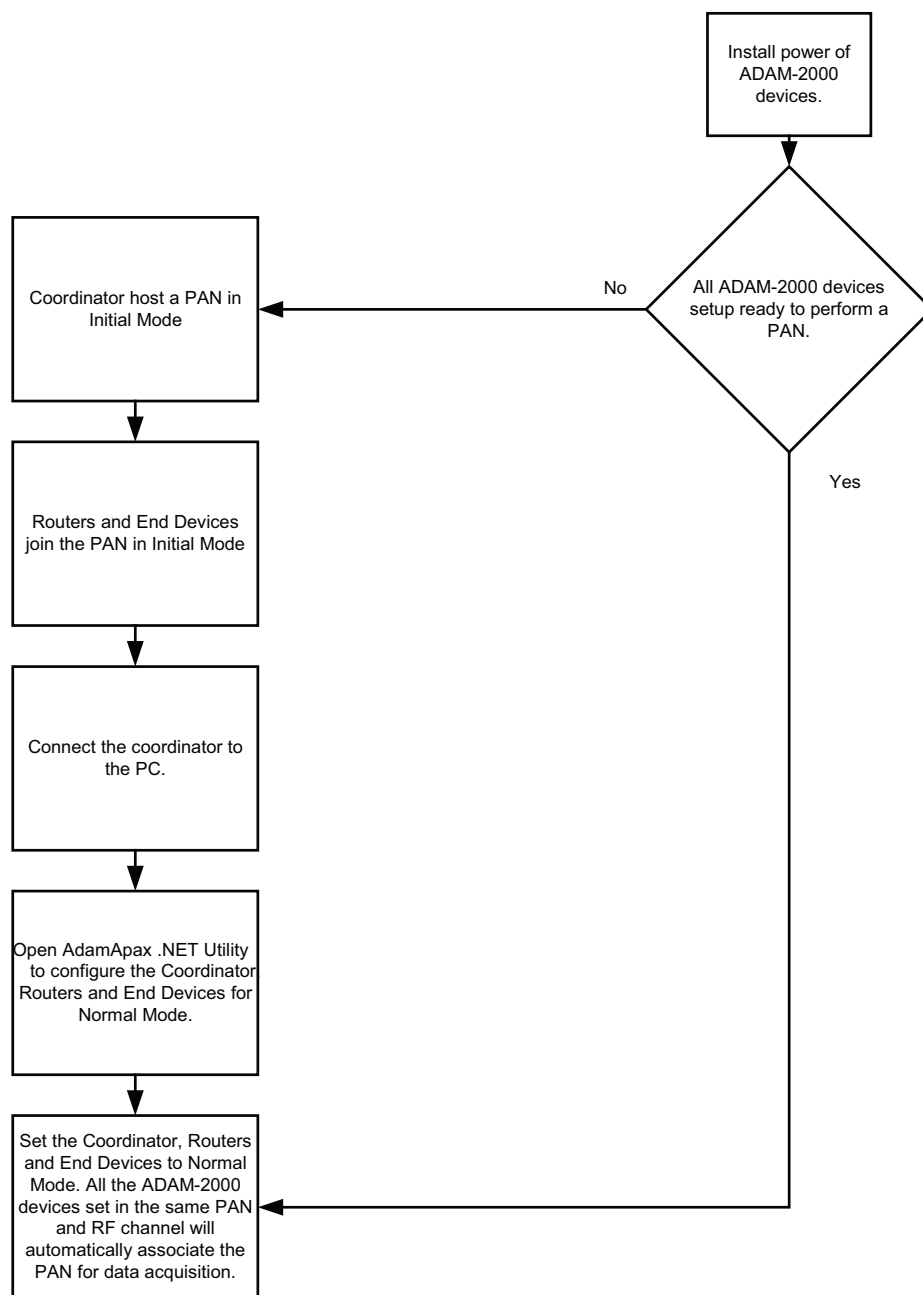 Install power of
ADAM-2000
devices.
All ADAM-2000 devices
setup ready to perform a
PAN.
No
Yes
Coordinator host a PAN in
Initial Mode
Routers and End Devices
join the PAN in Initial Mode
Connect the coordinator to
the PC.
Open AdamApax .NET Utility
to configure the Coordinator,
Routers and End Devices for
Normal Mode.
Set the Coordinator, Routers
and End Devices to Normal
Mode. All the ADAM-2000
devices set in the same PAN
and RF channel will
automatically associate the
PAN for data acquisition.